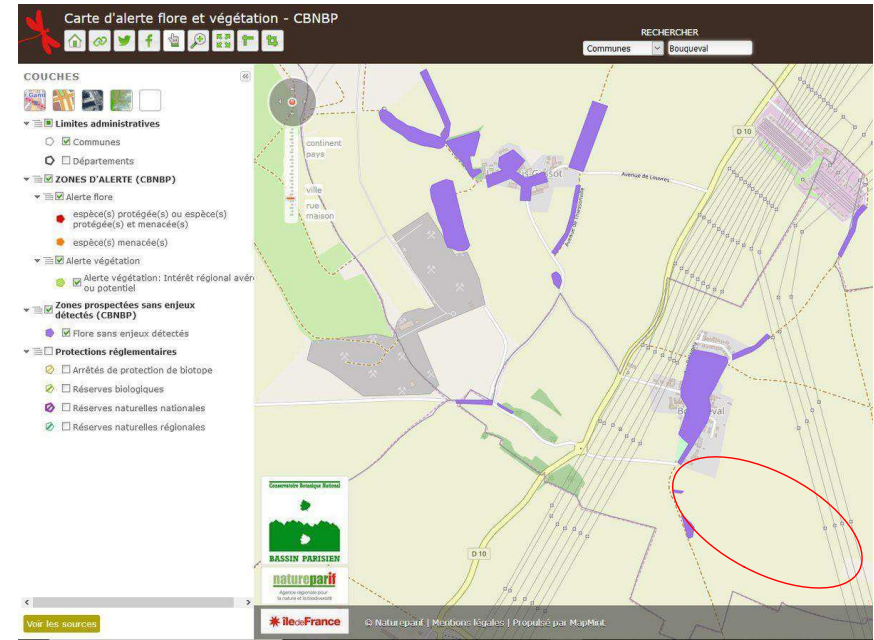 Carte d'alerte flore et végétation - CBNBP
RECHERCHER
Communes
Bouqueval
COUCHES
Limites administratives
Communes
Départements
ZONES D'ALERTE (CBNBP)
Alerte flore
espèce(s) protégée(s) ou espèce(s)
protégée(s) et menacée(s)
espèce(s) menacée(s)
Alerte végétation
Alerte végétation: Intérêt régional avér
ou potentiel
Zones prospectées sans enjeux
détectés (CBNBP)
Flore sans enjeux détectés
Protections réglementaires
Arrêtés de protection de biotope
Réserves biologiques
Réserves naturelles nationales
Réserves naturelles régionales
Voir les sources
continent
pays
ville
rue
maison
D 10
D 10
Conservatoire Botanique National
BASSIN PARISIEN
natureparif
Agence régionale pour
la nature et la biodiversité
îledeFrance
© Natureparif | Mentions légales | Propulsé par MapMint